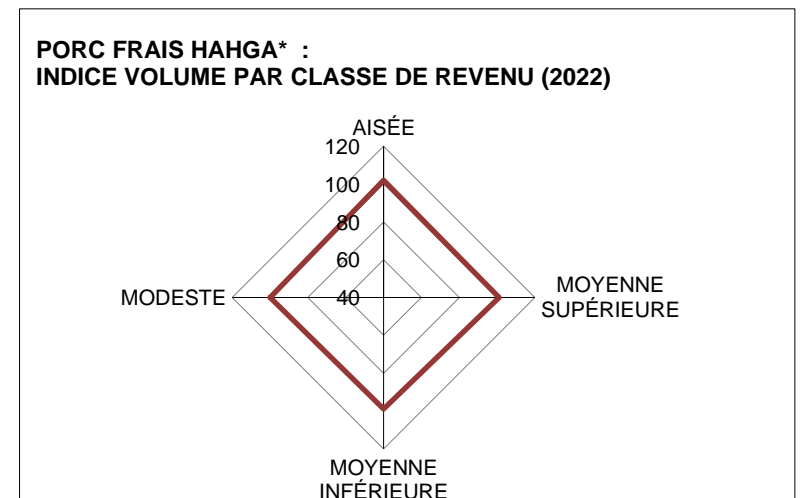 PORC FRAIS HAHGA* :
INDICE VOLUME PAR CLASSE DE REVENU (2022)
AISÉE
120
100
80
60
40
MODESTE
MOYENNE
SUPÉRIEURE
MOYENNE
INFÉRIEURE